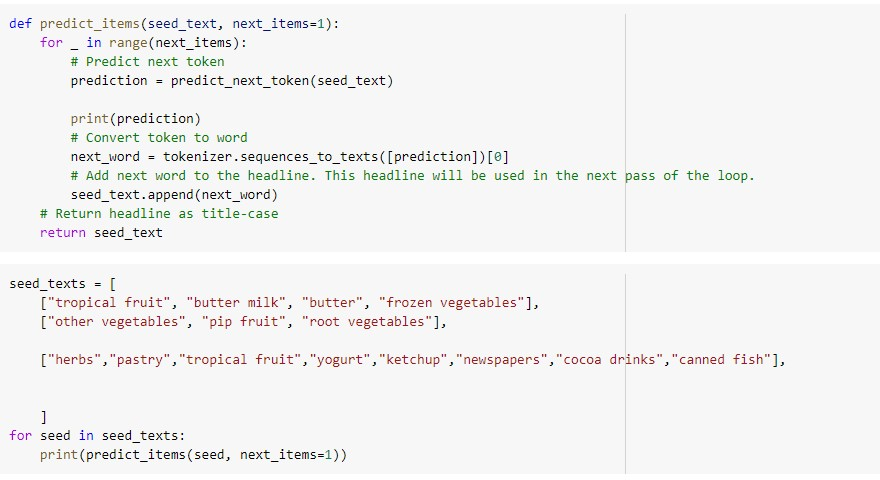 def predict_items(seed_text, next_items=1):
    for _ in range(next_items):
        # Predict next token
        prediction = predict_next_token(seed_text)

        print(prediction)
        # Convert token to word
        next_word = tokenizer.sequences_to_texts([prediction])[0]
        # Add next word to the headline. This headline will be used in the next pass of the loop.
        seed_text.append(next_word)
    # Return headline as title-case
    return seed_text

seed_texts = [
    ["tropical fruit", "butter milk", "butter", "frozen vegetables"],
    ["other vegetables", "pip fruit", "root vegetables"],

    ["herbs","pastry","tropical fruit","yogurt","ketchup","newspapers","cocoa drinks","canned fish"],


    ]
for seed in seed_texts:
    print(predict_items(seed, next_items=1))